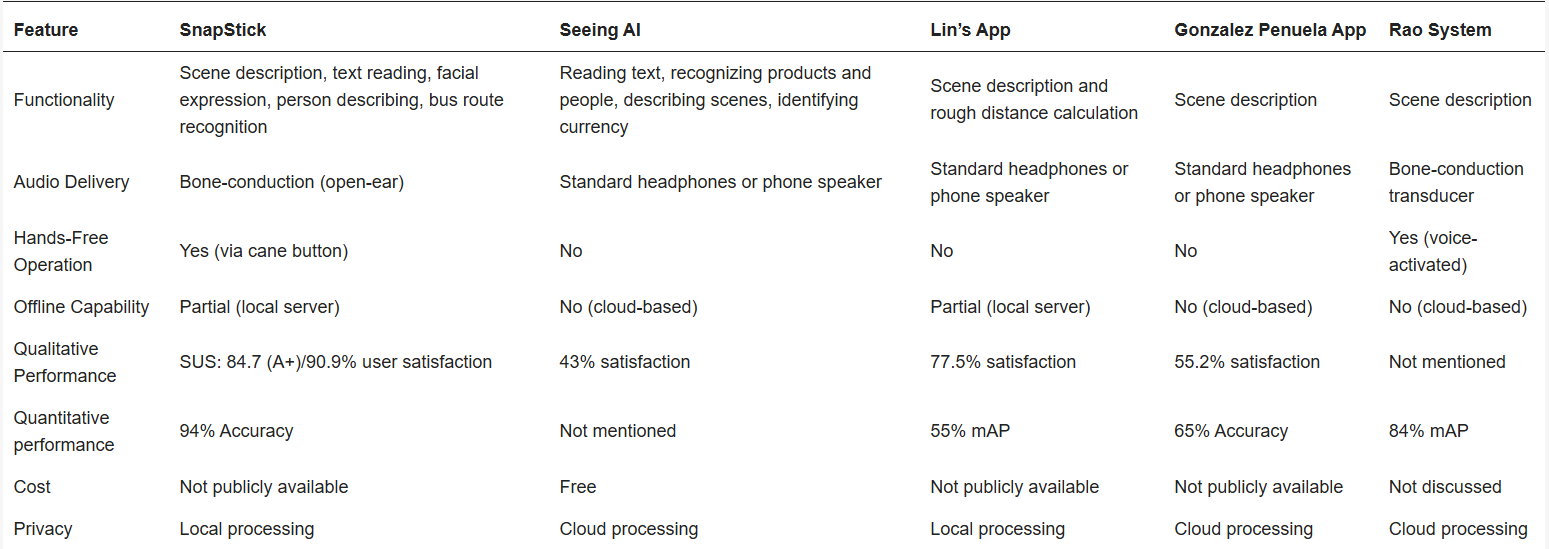 Feature SnapStick Seeing AI Lin’s App Gonzalez Penuela App Rao System
Functionality
Scene description, text reading, facial
expression, person describing, bus route
recognition
Reading text, recognizing products and
people, describing scenes, identifying
currency
Scene description and
rough distance calculation
Scene description
Scene description
Audio Delivery
Bone-conduction (open-ear)
Standard headphones or phone speaker
Standard headphones or
phone speaker
Standard headphones
or phone speaker
Bone-conduction
transducer
Hands-Free
Operation
Yes (via cane button)
No
No
No
Yes (voice-
activated)
Offline Capability
Partial (local server)
No (cloud-based)
Partial (local server)
No (cloud-based)
No (cloud-based)
Qualitative
Performance
SUS: 84.7 (A+)/90.9% user satisfaction
43% satisfaction
77.5% satisfaction
55.2% satisfaction
Not mentioned
Quantitative
performance
94% Accuracy
Not mentioned
55% mAP
65% Accuracy
84% mAP
Cost
Not publicly available
Free
Not publicly available
Not publicly available
Not discussed
Privacy
Local processing
Cloud processing
Local processing
Cloud processing
Cloud processing